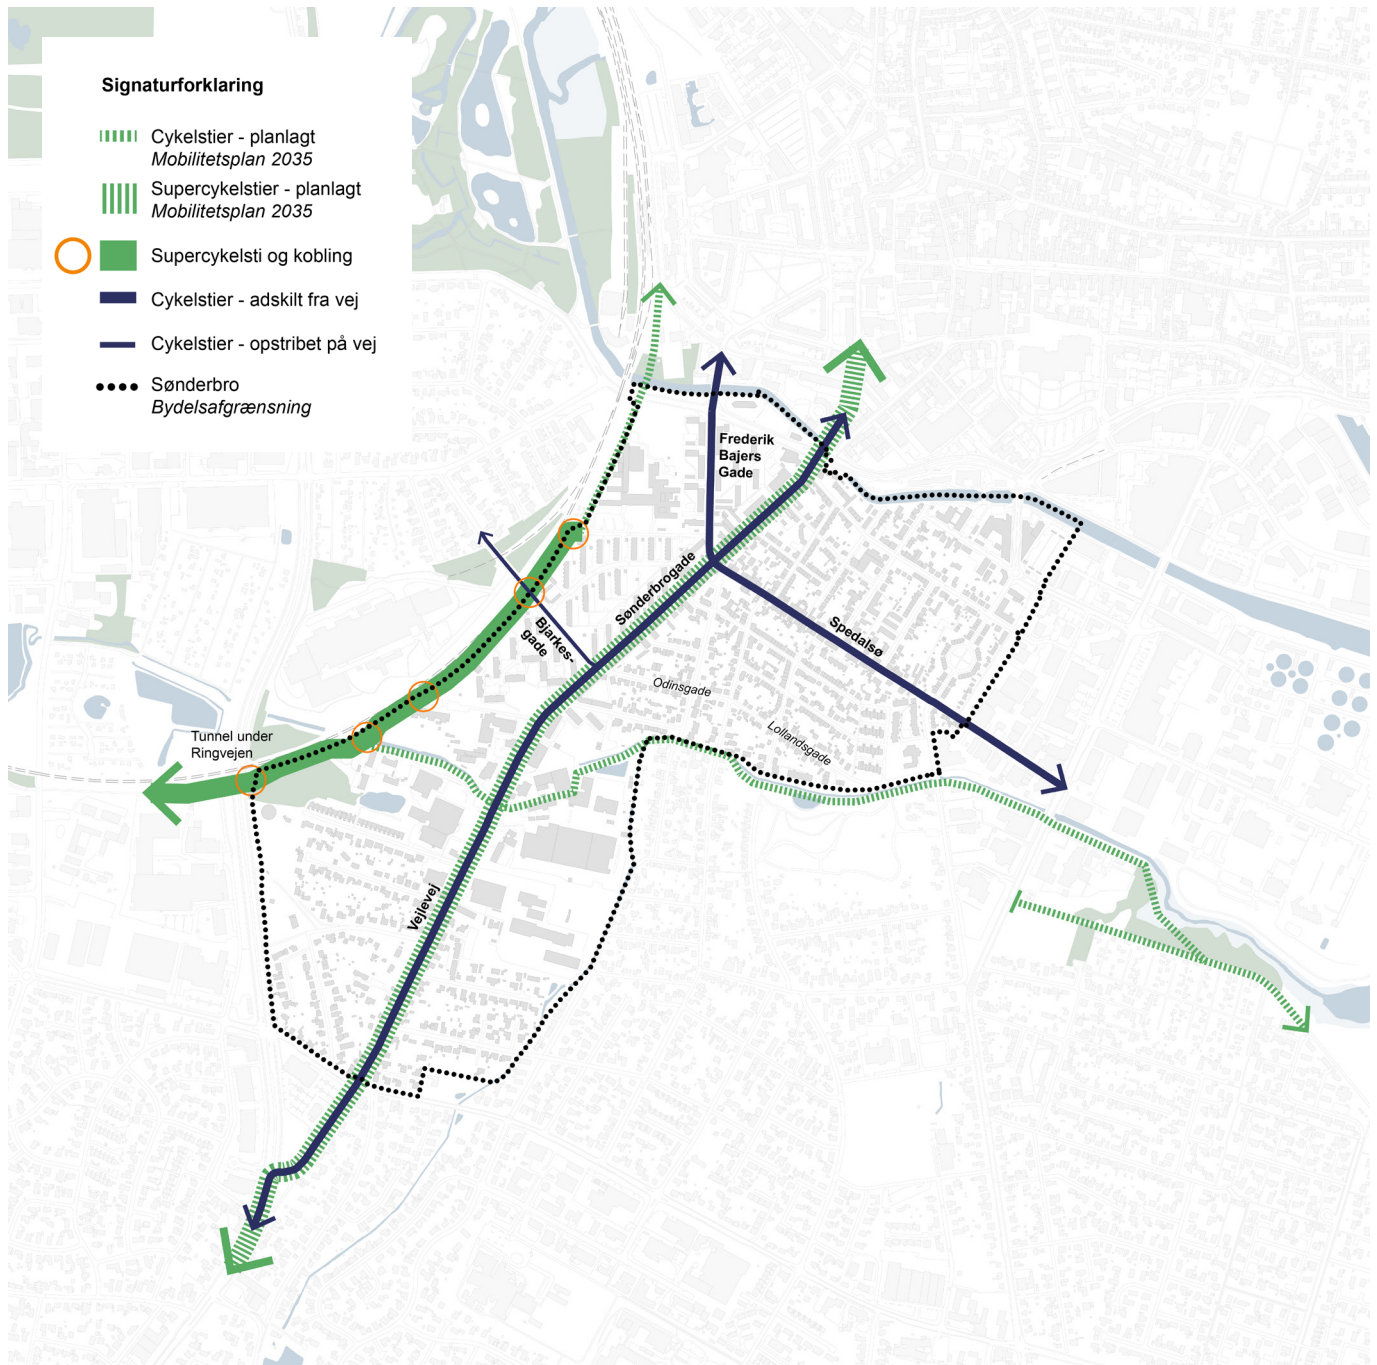 Signaturforklaring
Cykelstier - planlagt
Mobilitetsplan 2035
Supercykelstier - planlagt
Mobilitetsplan 2035
Supercykelsti og kobling
Cykelstier - adskilt fra vej
Cykelstier - opstribet på vej
Sønderbro
Bydelsafgrænsning
Frederik
Bajers
Gade
Sønderbrogade
Bjarkes-
gade
Spedalsø
Odinsgade
Lollandsgade
Tunnel under
Ringvejen
Vejlevej